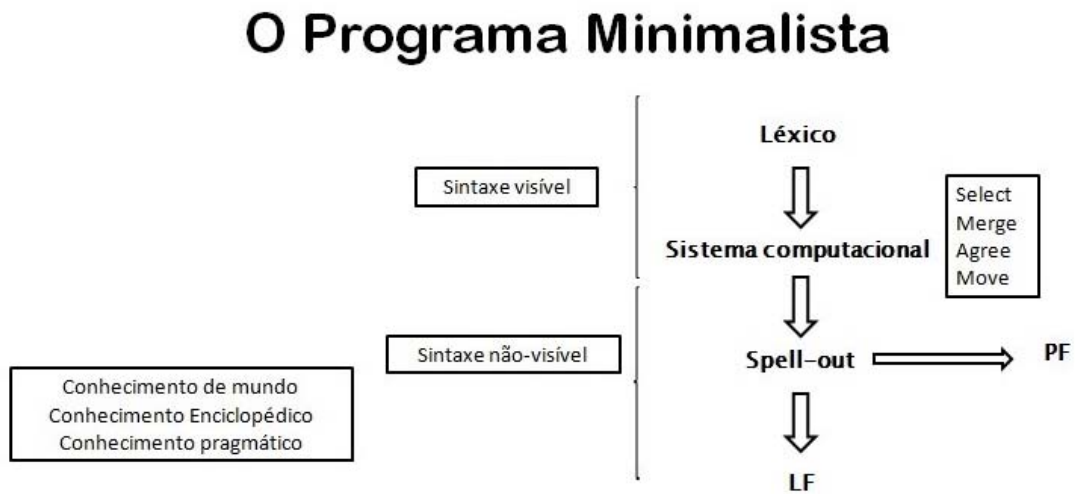 O Programa Minimalista
Léxico
Sintaxe visível
Select
Merge
Agree
Move
Sistema computacional
Sintaxe não-visível
Spell-out
PF
Conhecimento de mundo
Conhecimento Enciclopédico
Conhecimento pragmático
LF